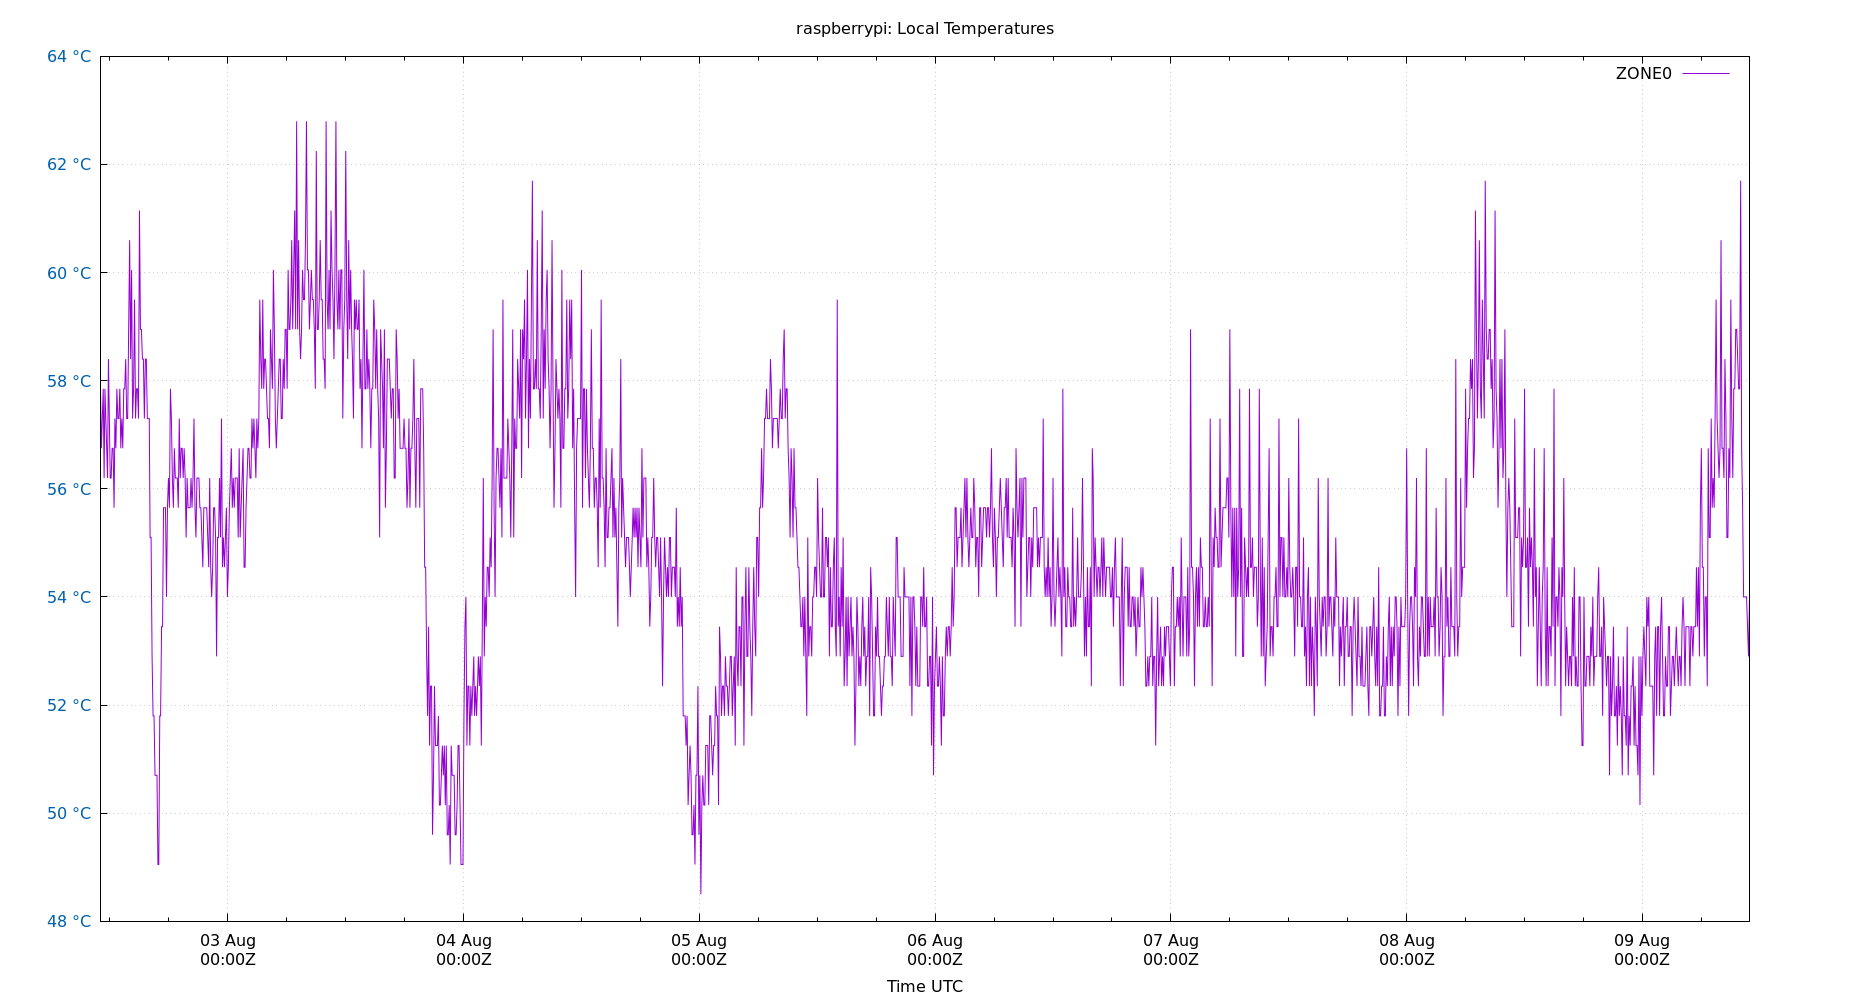 raspberrypi: Local Temperatures
ZONE0
64 °C
62 °C
60 °C
58 °C
56 °C
54 °C
52 °C
50 °C
48 °C
03 Aug 04 Aug 05 Aug 06 Aug 07 Aug 08 Aug 09 Aug
00:00Z 00:00Z 00:00Z 00:00Z 00:00Z 00:00Z 00:00Z
Time UTC